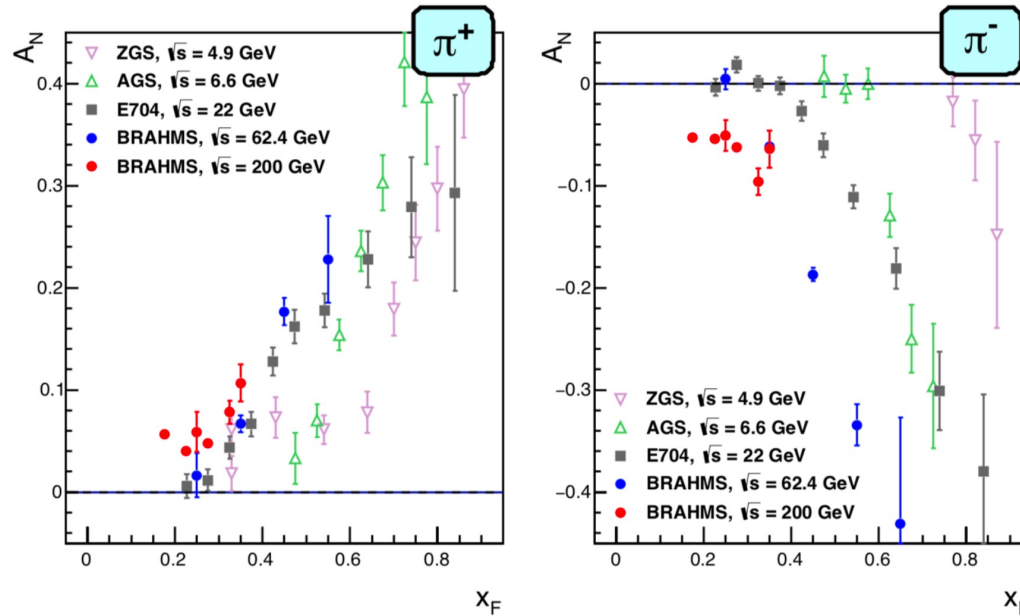 A_N
π⁺
ZGS, √s = 4.9 GeV
AGS, √s = 6.6 GeV
E704, √s = 22 GeV
BRAHMS, √s = 62.4 GeV
BRAHMS, √s = 200 GeV
0.4
0.3
0.2
0.1
0
0 0.2 0.4 0.6 0.8
x_F
A_N
π⁻
0
−0.1
−0.2
−0.3
−0.4
ZGS, √s = 4.9 GeV
AGS, √s = 6.6 GeV
E704, √s = 22 GeV
BRAHMS, √s = 62.4 GeV
BRAHMS, √s = 200 GeV
0 0.2 0.4 0.6 0.8